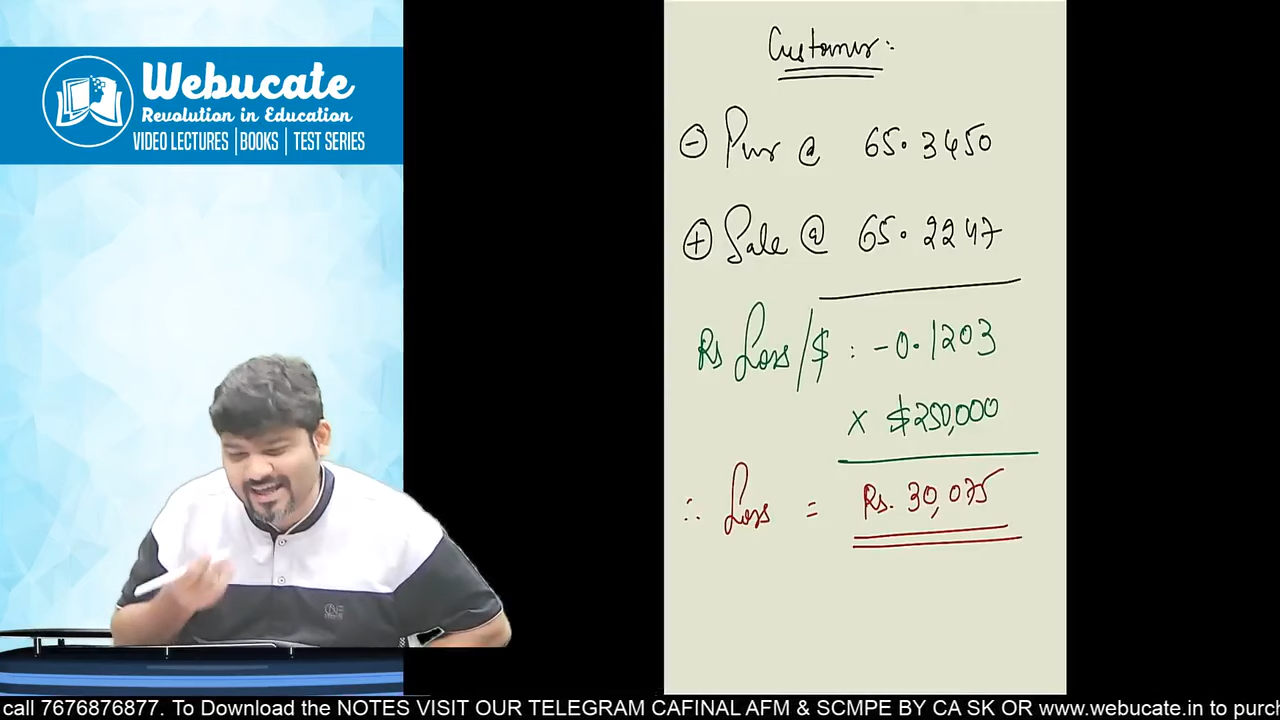 Webucate
Revolution in Education
VIDEO LECTURES | BOOKS | TEST SERIES
Customer:
⊖ Pur @ 65.3450
⊕ Sale @ 65.2247
Rs Loss/$ : -0.1203
x $250,000
∴ Loss = Rs. 30,075
call 7676876877. To Download the NOTES VISIT OUR TELEGRAM CAFINAL AFM & SCMPE BY CA SK OR www.webucate.in to purch